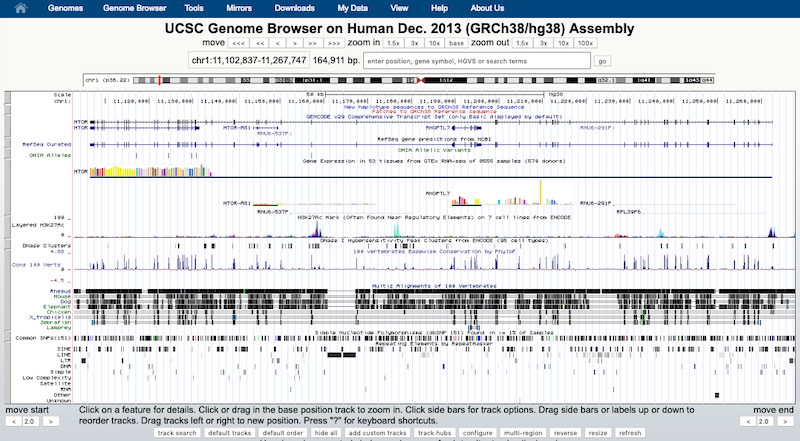 Genomes Genome Browser Tools Mirrors Downloads My Data View Help About Us
UCSC Genome Browser on Human Dec. 2013 (GRCh38/hg38) Assembly
move <<< << < > >> >>> zoom in 1.5x 3x 10x base zoom out 1.5x 3x 10x 100x
chr1:11,102,837-11,267,747 164,911 bp. enter position, gene symbol, HGVS or search terms go
chr1 (p36.22)
Scale 50 kb hg38
chr1: 11,120,000 11,130,000 11,140,000 11,150,000 11,160,000 11,170,000 11,180,000 11,190,000 11,200,000 11,210,000 11,220,000 11,230,000 11,240,000 11,250,000 11,260,000
New haplotype sequences to GRCh38 Reference Sequence
Patches to GRCh38 Reference Sequence
GENCODE v29 Comprehensive Transcript Set (only Basic displayed by default)
MTOR
MTOR MTOR-AS1 ANGPTL7 RNU6-291P
RNU6-537P
RefSeq gene predictions from NCBI
RefSeq Curated
OMIM Allelic Variants
OMIM Alleles
Gene Expression in 53 tissues from GTEx RNA-seq of 8555 samples (570 donors)
MTOR
ANGPTL7
MTOR-AS1 RNU6-291P
RNU6-537P RPL39P6
H3K27Ac Mark (Often Found Near Regulatory Elements) on 7 cell lines from ENCODE
100
Layered H3K27Ac
0
DNase I Hypersensitivity Peak Clusters from ENCODE (95 cell types)
DNase Clusters
100 vertebrates Basewise Conservation by PhyloP
4.88
Cons 100 Verts
-4.5
Multiz Alignments of 100 Vertebrates
Rhesus
Mouse
Dog
Elephant
Chicken
X_tropicalis
Zebrafish
Lamprey
Simple Nucleotide Polymorphisms (dbSNP 151) Found in >= 1% of Samples
Common SNPs(151)
Repeating Elements by RepeatMasker
SINE
LINE
LTR
DNA
Simple
Low Complexity
Satellite
RNA
Other
Unknown
move start Click on a feature for details. Click or drag in the base position track to zoom in. Click side bars for track options. Drag side bars or labels up or down to move end
< 2.0 > reorder tracks. Drag tracks left or right to new position. Press "?" for keyboard shortcuts. < 2.0 >
track search default tracks default order hide all add custom tracks track hubs configure multi-region reverse resize refresh